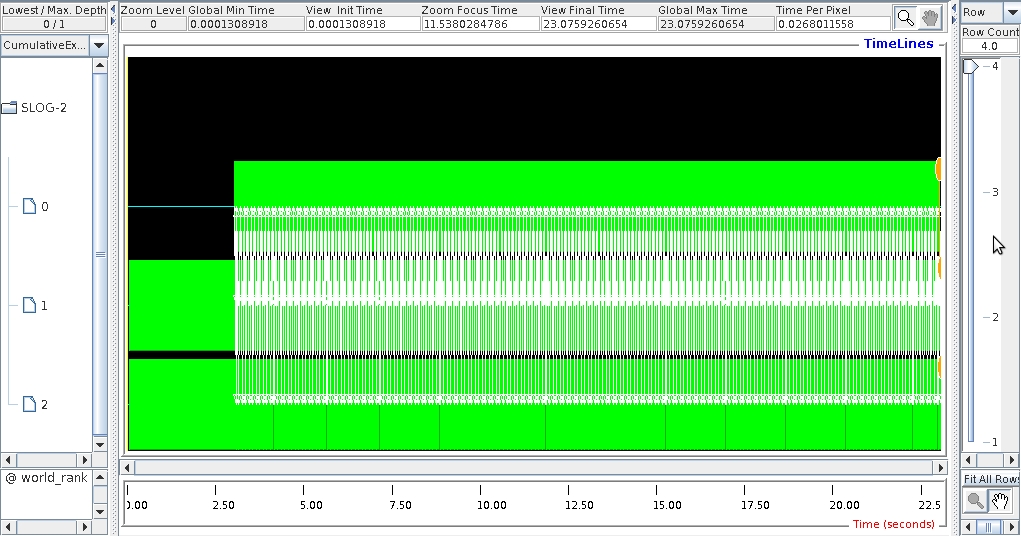 Lowest / Max. Depth
0 / 1
Zoom Level Global Min Time View Init Time Zoom Focus Time View Final Time Global Max Time Time Per Pixel
0 0.0001308918 0.0001308918 11.5380284786 23.0759260654 23.0759260654 0.0268011558
Row
Row Count
4.0
CumulativeEx...
TimeLines
SLOG-2
0
1
2
4
3
2
1
@ world_rank
Fit All Rows
0.00 2.50 5.00 7.50 10.00 12.50 15.00 17.50 20.00 22.5
Time (seconds)